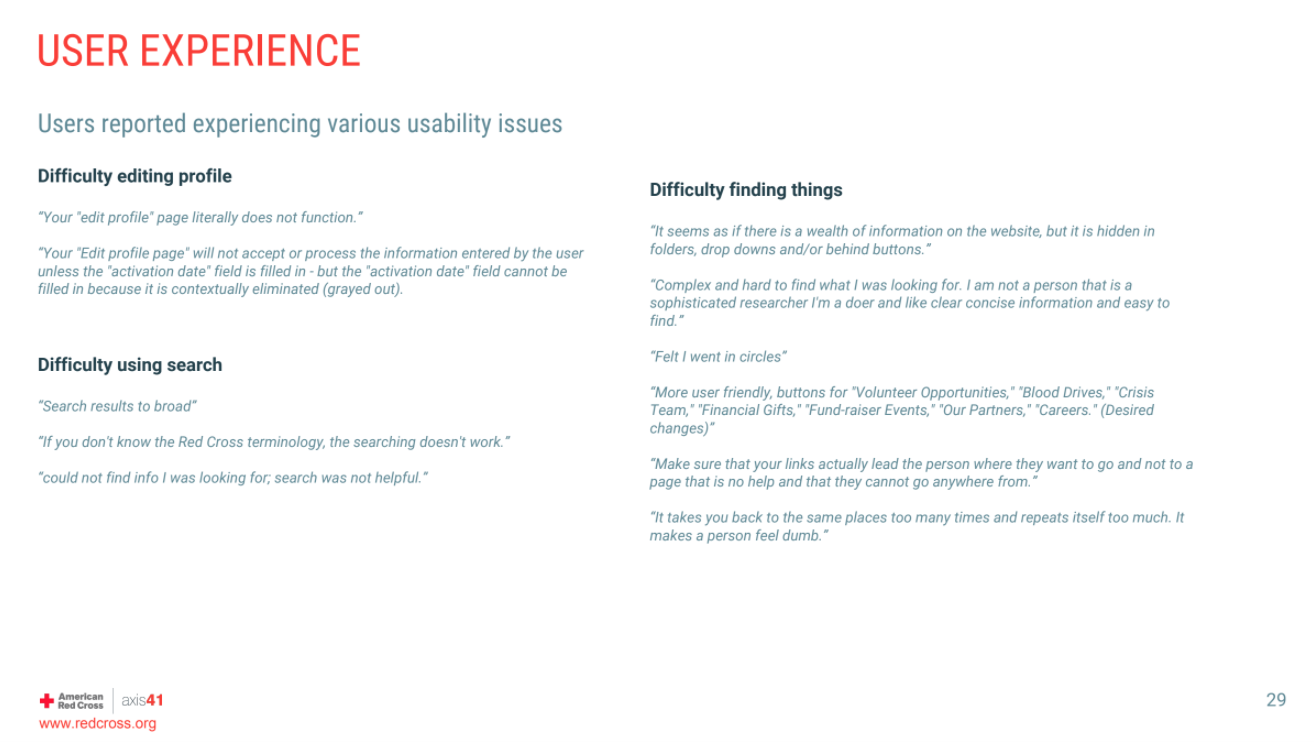 USER EXPERIENCE
Users reported experiencing various usability issues
Difficulty editing profile
“Your "edit profile" page literally does not function.”
“Your "Edit profile page" will not accept or process the information entered by the user
unless the "activation date" field is filled in - but the "activation date" field cannot be
filled in because it is contextually eliminated (grayed out).
Difficulty using search
“Search results to broad”
“If you don't know the Red Cross terminology, the searching doesn't work.”
“could not find info I was looking for; search was not helpful.”
Difficulty finding things
“It seems as if there is a wealth of information on the website, but it is hidden in
folders, drop downs and/or behind buttons.”
“Complex and hard to find what I was looking for. I am not a person that is a
sophisticated researcher I'm a doer and like clear concise information and easy to
find.”
“Felt I went in circles”
“More user friendly, buttons for "Volunteer Opportunities," "Blood Drives," "Crisis
Team," "Financial Gifts," "Fund-raiser Events," "Our Partners," "Careers." (Desired
changes)”
“Make sure that your links actually lead the person where they want to go and not to a
page that is no help and that they cannot go anywhere from.”
“It takes you back to the same places too many times and repeats itself too much. It
makes a person feel dumb.”
American
Red Cross
axis41
www.redcross.org
29